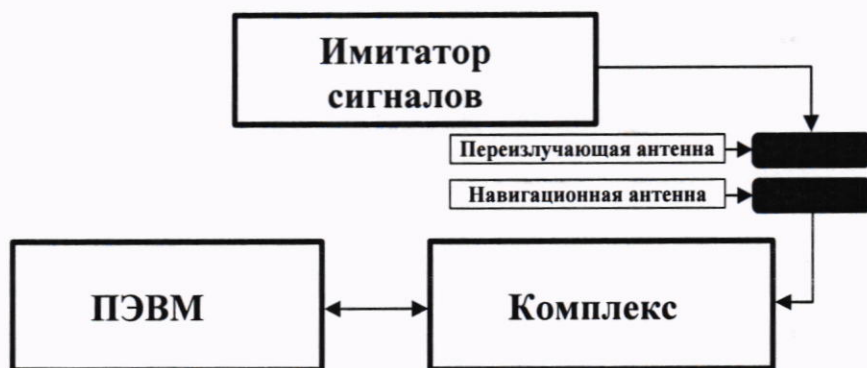 Имитатор
сигналов
Переизлучающая антенна
Навигационная антенна
ПЭВМ
Комплекс